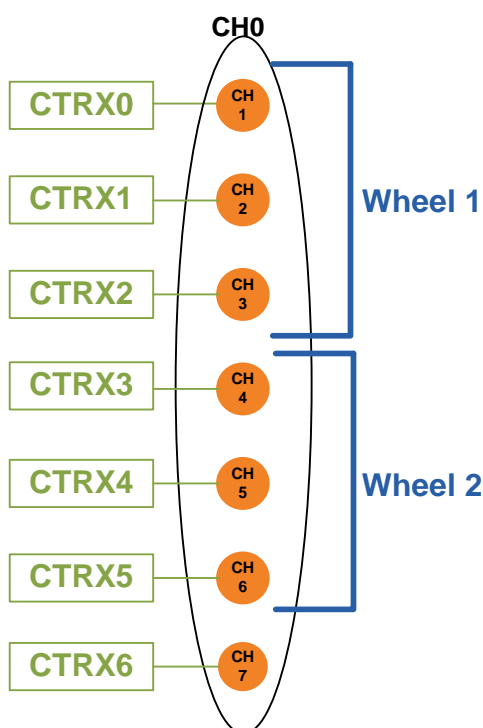 CH0
CTRX0
CH
1
CTRX1
CH
2
Wheel 1
CTRX2
CH
3
CTRX3
CH
4
CTRX4
CH
5
Wheel 2
CTRX5
CH
6
CTRX6
CH
7